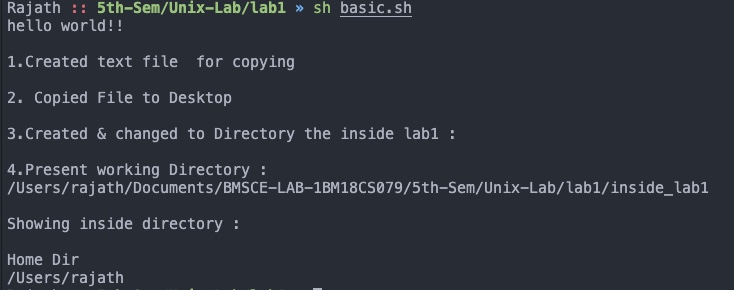 Rajath :: 5th-Sem/Unix-Lab/lab1 » sh basic.sh
hello world!!
1.Created text file  for copying
2. Copied File to Desktop
3.Created & changed to Directory the inside lab1 :
4.Present working Directory :
/Users/rajath/Documents/BMSCE-LAB-1BM18CS079/5th-Sem/Unix-Lab/lab1/inside_lab1
Showing inside directory :
Home Dir
/Users/rajath